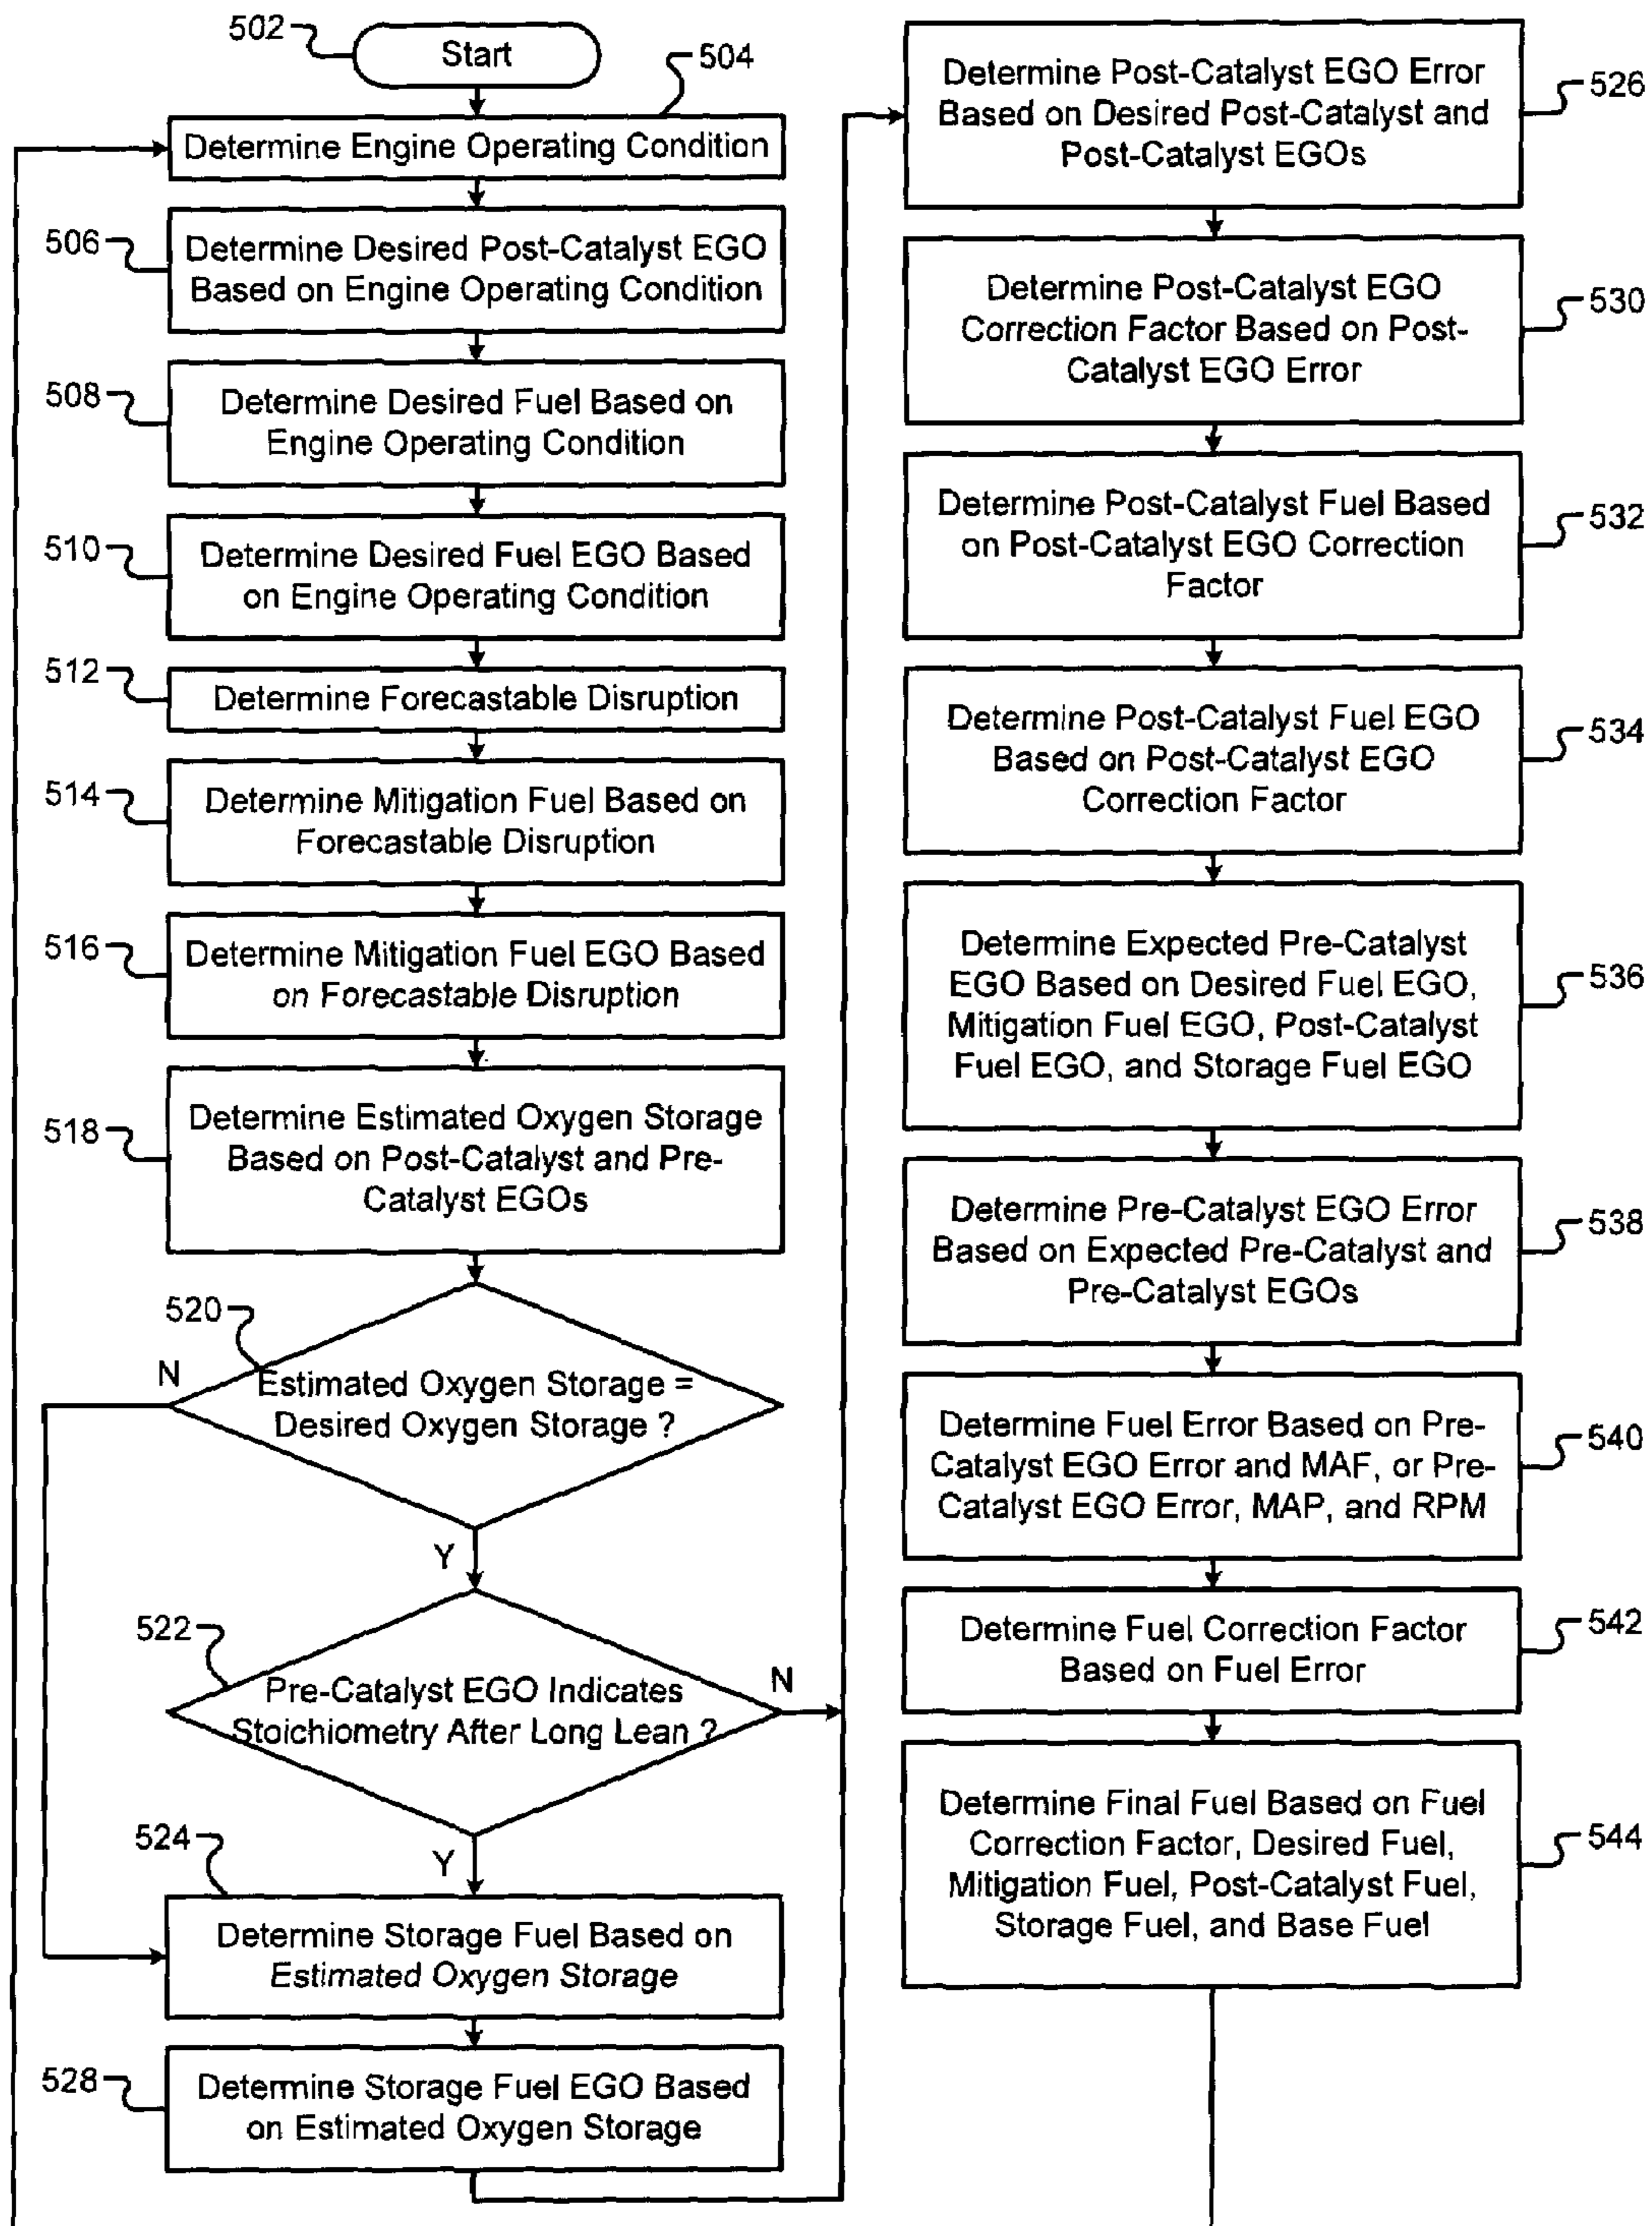 502
Start
504
Determine Engine Operating Condition
506
Determine Desired Post-Catalyst EGO
Based on Engine Operating Condition
508
Determine Desired Fuel Based on
Engine Operating Condition
510
Determine Desired Fuel EGO Based
on Engine Operating Condition
512
Determine Forecastable Disruption
514
Determine Mitigation Fuel Based on
Forecastable Disruption
516
Determine Mitigation Fuel EGO Based
on Forecastable Disruption
518
Determine Estimated Oxygen Storage
Based on Post-Catalyst and Pre-
Catalyst EGOs
520
N
Estimated Oxygen Storage =
Desired Oxygen Storage ?
Y
522
N
Pre-Catalyst EGO Indicates
Stoichiometry After Long Lean ?
524
Y
Determine Storage Fuel Based on
Estimated Oxygen Storage
528
Determine Storage Fuel EGO Based
on Estimated Oxygen Storage
Determine Post-Catalyst EGO Error
Based on Desired Post-Catalyst and
Post-Catalyst EGOs
526
Determine Post-Catalyst EGO
Correction Factor Based on Post-
Catalyst EGO Error
530
Determine Post-Catalyst Fuel Based
on Post-Catalyst EGO Correction
Factor
532
Determine Post-Catalyst Fuel EGO
Based on Post-Catalyst EGO
Correction Factor
534
Determine Expected Pre-Catalyst
EGO Based on Desired Fuel EGO,
Mitigation Fuel EGO, Post-Catalyst
Fuel EGO, and Storage Fuel EGO
536
Determine Pre-Catalyst EGO Error
Based on Expected Pre-Catalyst and
Pre-Catalyst EGOs
538
Determine Fuel Error Based on Pre-
Catalyst EGO Error and MAF, or Pre-
Catalyst EGO Error, MAP, and RPM
540
Determine Fuel Correction Factor
Based on Fuel Error
542
Determine Final Fuel Based on Fuel
Correction Factor, Desired Fuel,
Mitigation Fuel, Post-Catalyst Fuel,
Storage Fuel, and Base Fuel
544